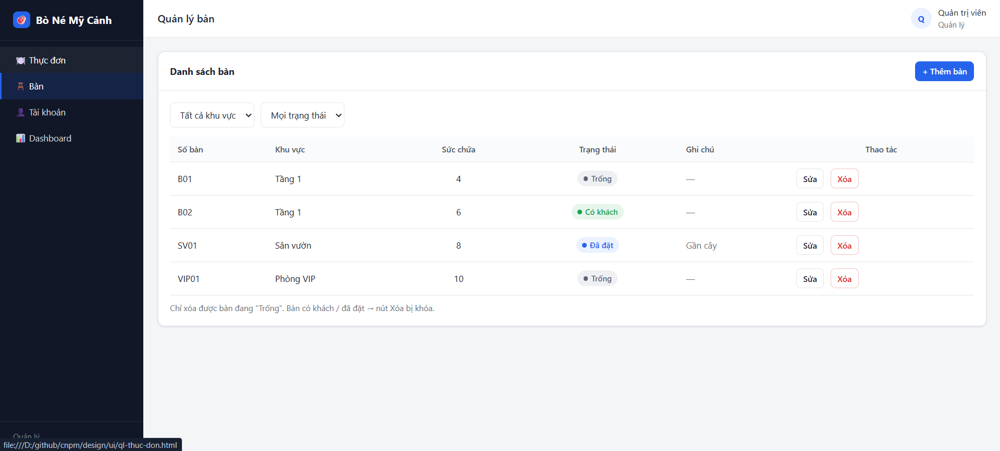 Bò Né Mỹ Cảnh
Quản lý bàn
Q
Quản trị viên
Quản lý
Thực đơn
Bàn
Tài khoản
Dashboard
Danh sách bàn
+ Thêm bàn
Tất cả khu vực
Mọi trạng thái
Số bàn Khu vực Sức chứa Trạng thái Ghi chú Thao tác
B01 Tầng 1 4 Trống — Sửa Xóa
B02 Tầng 1 6 Có khách — Sửa Xóa
SV01 Sân vườn 8 Đã đặt Gần cây Sửa Xóa
VIP01 Phòng VIP 10 Trống — Sửa Xóa
Chỉ xóa được bàn đang "Trống". Bàn có khách / đã đặt → nút Xóa bị khóa.
Quản lý
file:///D:/github/cnpm/design/ui/ql-thuc-don.html